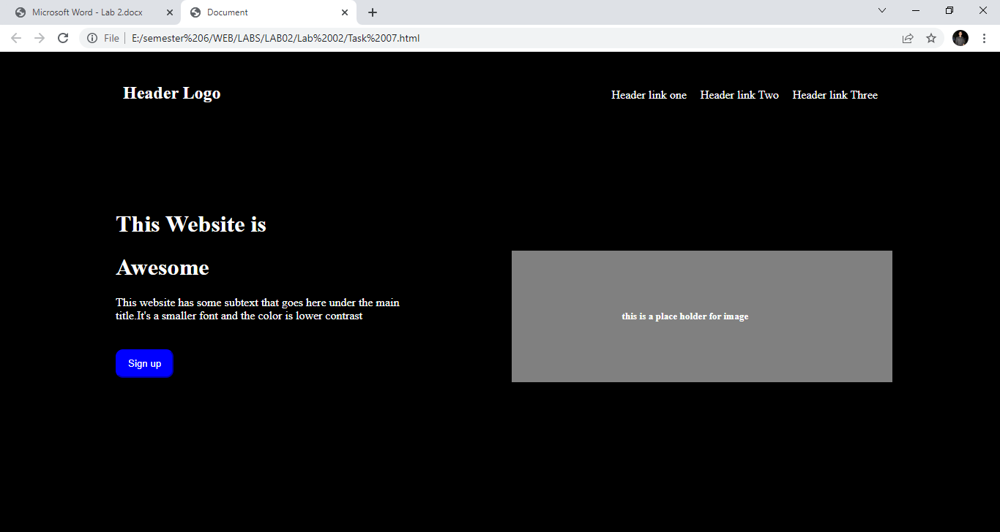 Microsoft Word - Lab 2.docx
Document
File
E:/semester%206/WEB/LABS/LAB02/Lab%2002/Task%2007.html
Header Logo
Header link one
Header link Two
Header link Three
This Website is
Awesome
This website has some subtext that goes here under the main
title.It's a smaller font and the color is lower contrast
Sign up
this is a place holder for image